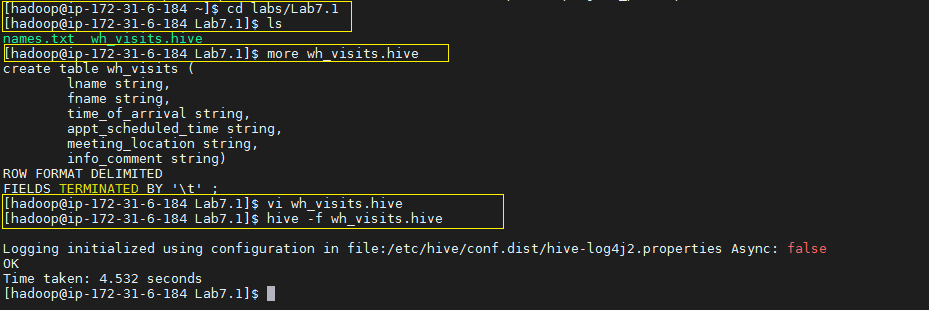 [hadoop@ip-172-31-6-184 ~]$ cd labs/Lab7.1
[hadoop@ip-172-31-6-184 Lab7.1]$ ls
names.txt  wh_visits.hive
[hadoop@ip-172-31-6-184 Lab7.1]$ more wh_visits.hive
create table wh_visits (
        lname string,
        fname string,
        time_of_arrival string,
        appt_scheduled_time string,
        meeting_location string,
        info_comment string)
ROW FORMAT DELIMITED
FIELDS TERMINATED BY '\t' ;
[hadoop@ip-172-31-6-184 Lab7.1]$ vi wh_visits.hive
[hadoop@ip-172-31-6-184 Lab7.1]$ hive -f wh_visits.hive
Logging initialized using configuration in file:/etc/hive/conf.dist/hive-log4j2.properties Async: false
OK
Time taken: 4.532 seconds
[hadoop@ip-172-31-6-184 Lab7.1]$